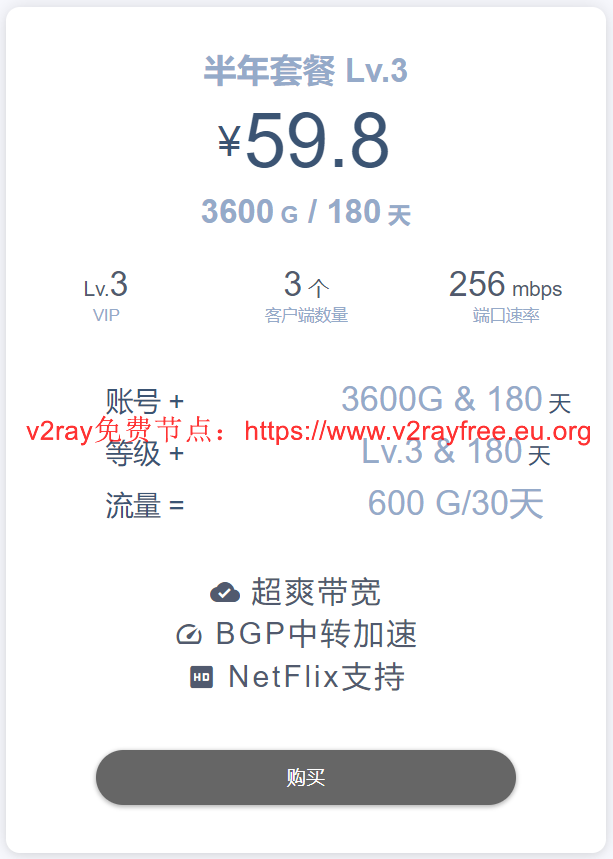 半年套餐 Lv.3
¥59.8
3600 G / 180 天
Lv.3 3 个 256 mbps
VIP 客户端数量 端口速率
账号 + 3600G & 180 天
v2ray免费节点：https://www.v2rayfree.eu.org
等级 + Lv.3 & 180 天
流量 = 600 G/30天
超爽带宽
BGP中转加速
HD NetFlix支持
购买